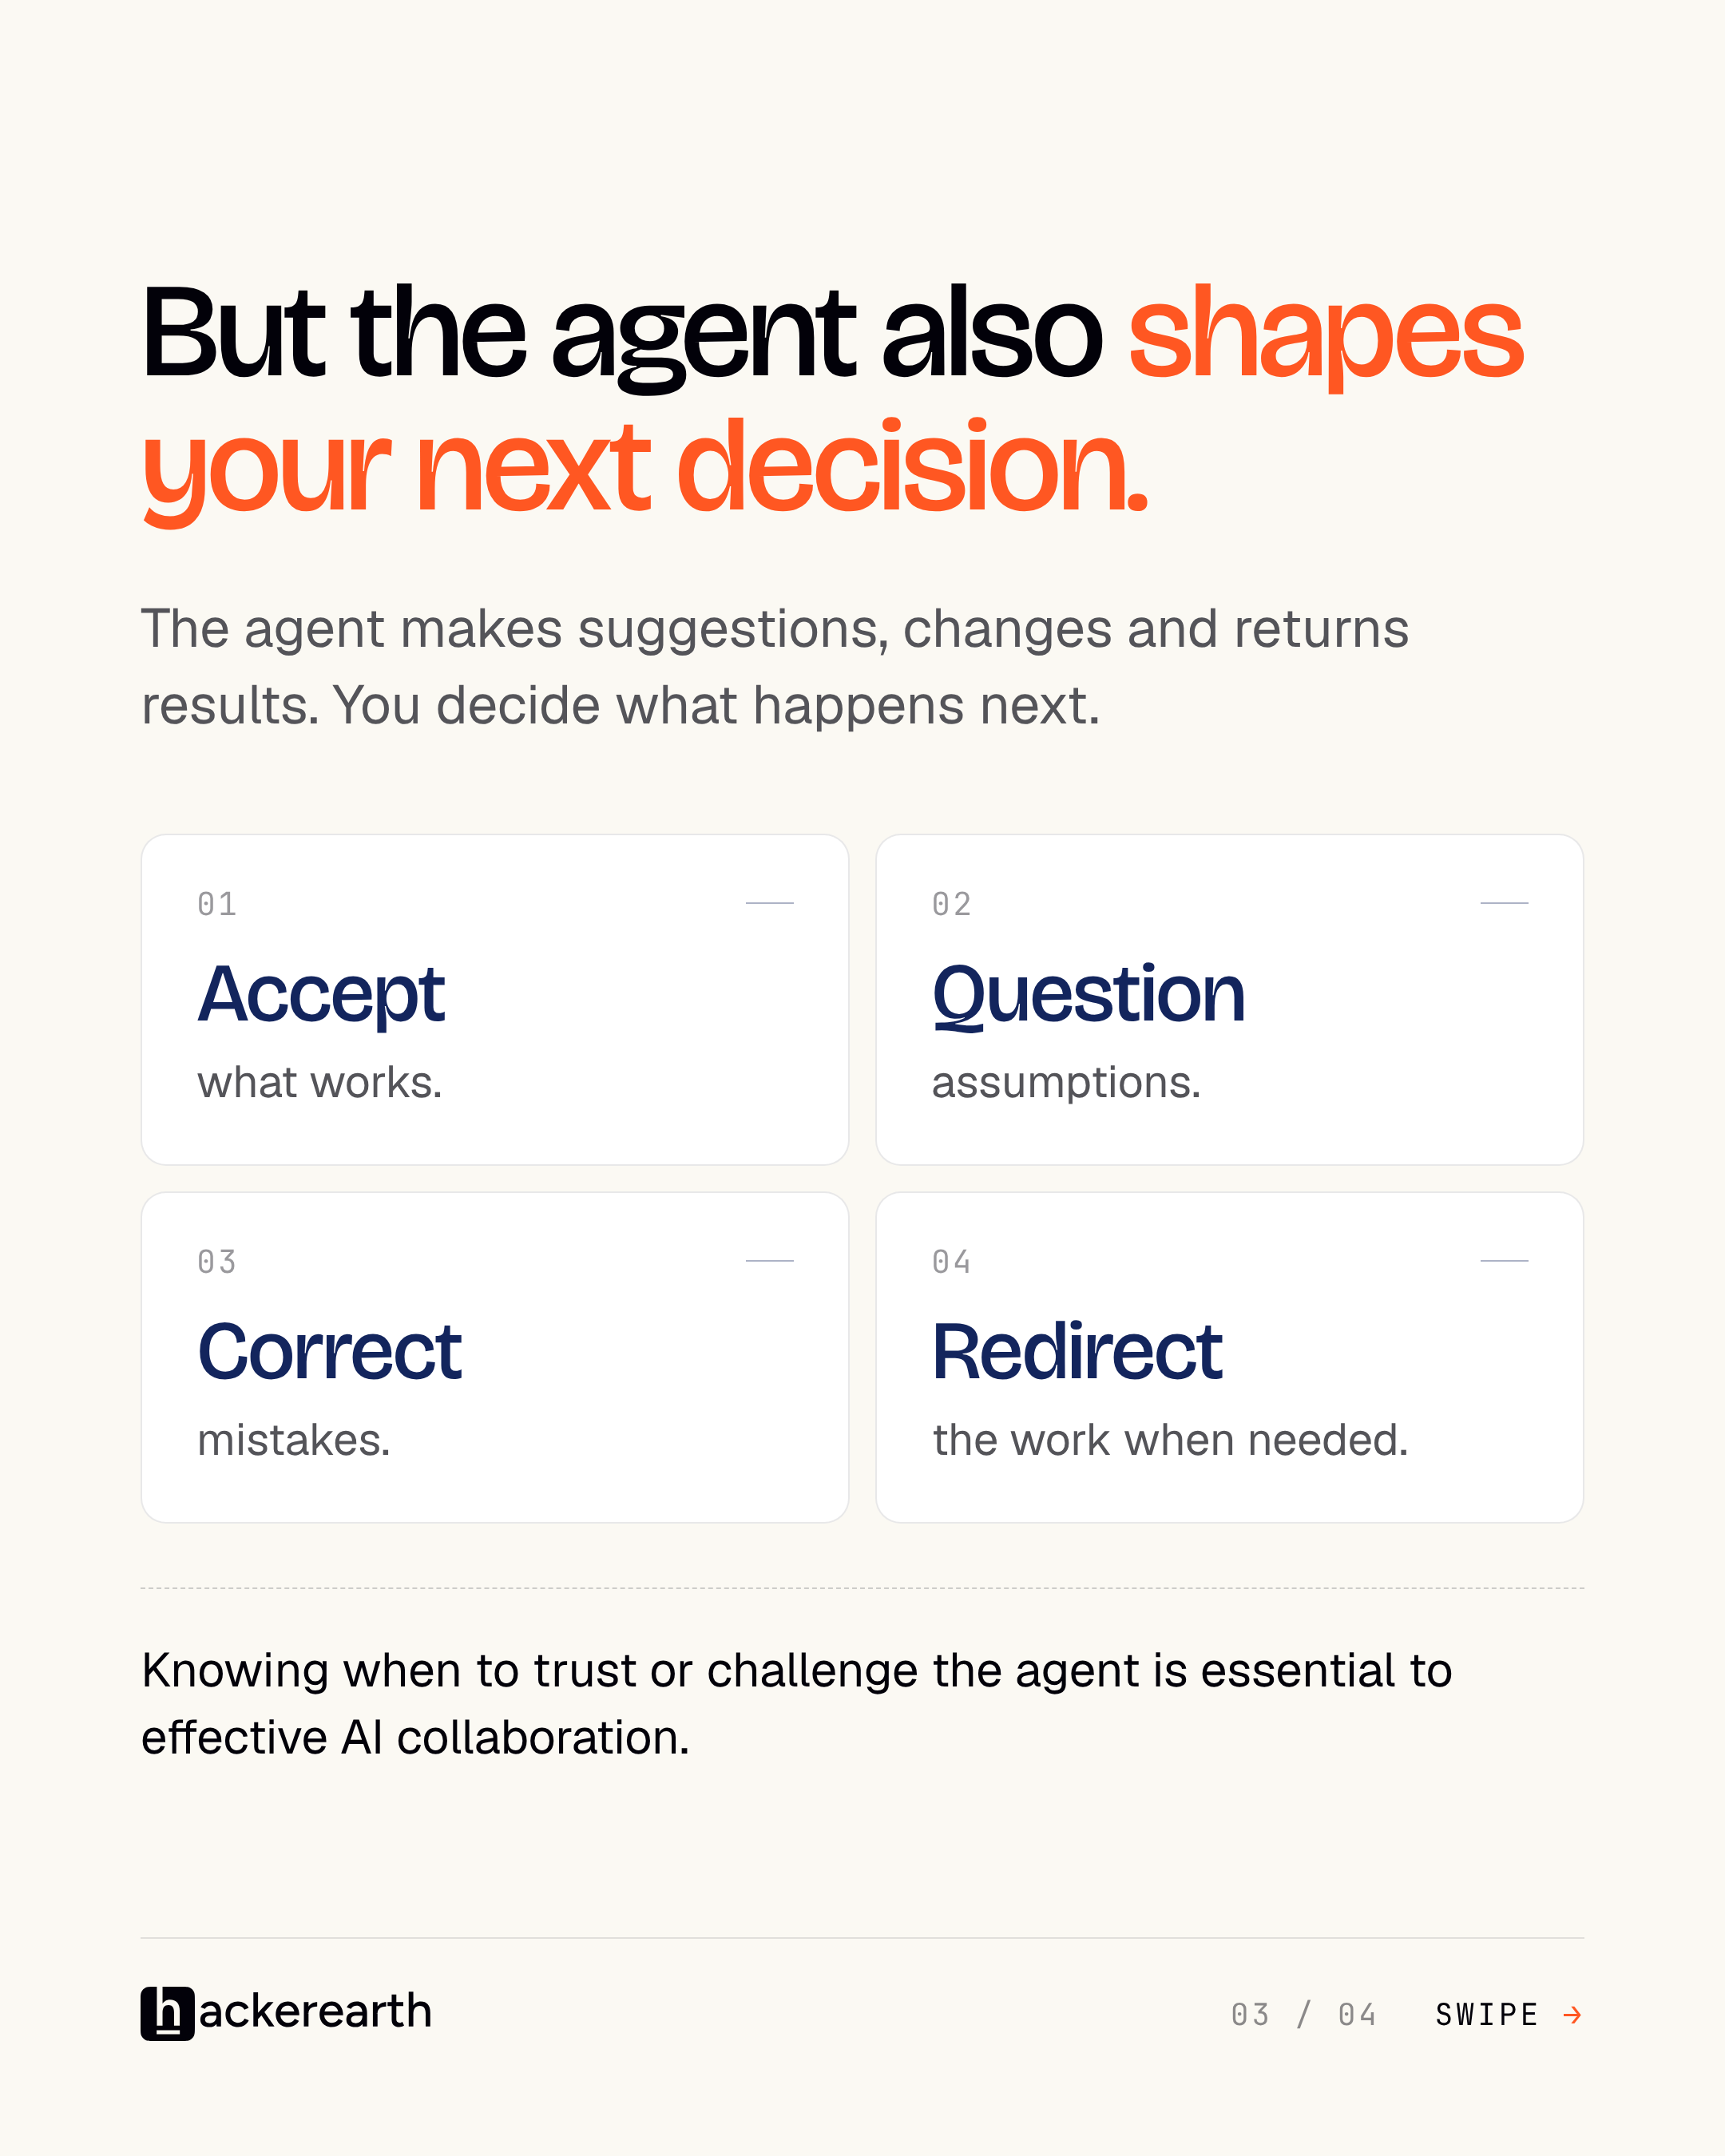 But the agent also shapes
your next decision.
The agent makes suggestions, changes and returns
results. You decide what happens next.
01
Accept
what works.
02
Question
assumptions.
03
Correct
mistakes.
04
Redirect
the work when needed.
Knowing when to trust or challenge the agent is essential to
effective AI collaboration.
hackerearth
03 / 04 SWIPE →